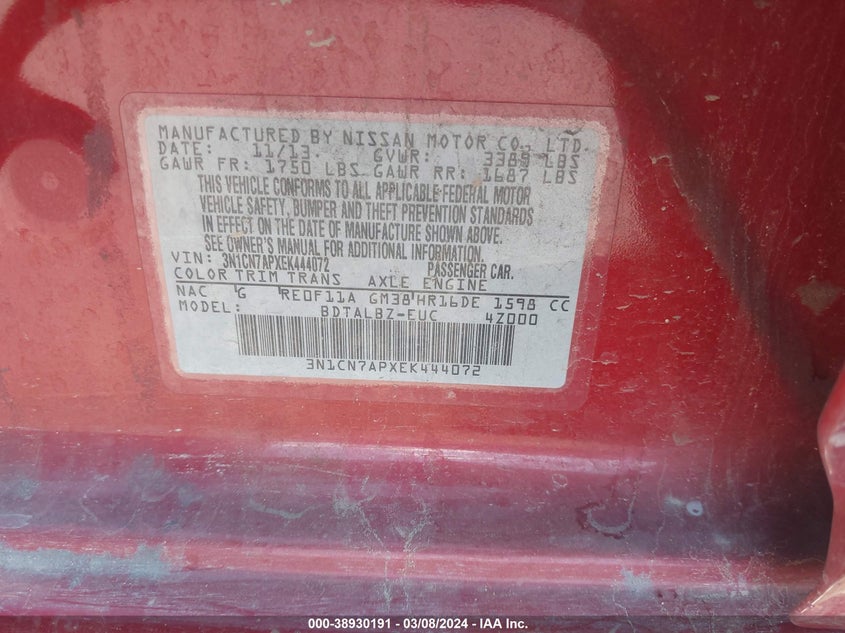 MANUFACTURED BY NISSAN MOTOR CO., LTD.
DATE: 11/13 GVWR: 3389 LBS
GAWR FR: 1750 LBS GAWR RR: 1687 LBS
THIS VEHICLE CONFORMS TO ALL APPLICABLE FEDERAL MOTOR
VEHICLE SAFETY, BUMPER AND THEFT PREVENTION STANDARDS
IN EFFECT ON THE DATE OF MANUFACTURE SHOWN ABOVE.
SEE OWNER'S MANUAL FOR ADDITIONAL INFORMATION.
VIN: 3N1CN7APXEK444072 PASSENGER CAR.
COLOR TRIM TRANS AXLE ENGINE
NAC G RE0F11A GM38 HR16DE 1598 CC
MODEL: BDTALBZ-EUC 4Z000
3N1CN7APXEK444072
000-38930191 - 03/08/2024 - IAA Inc.